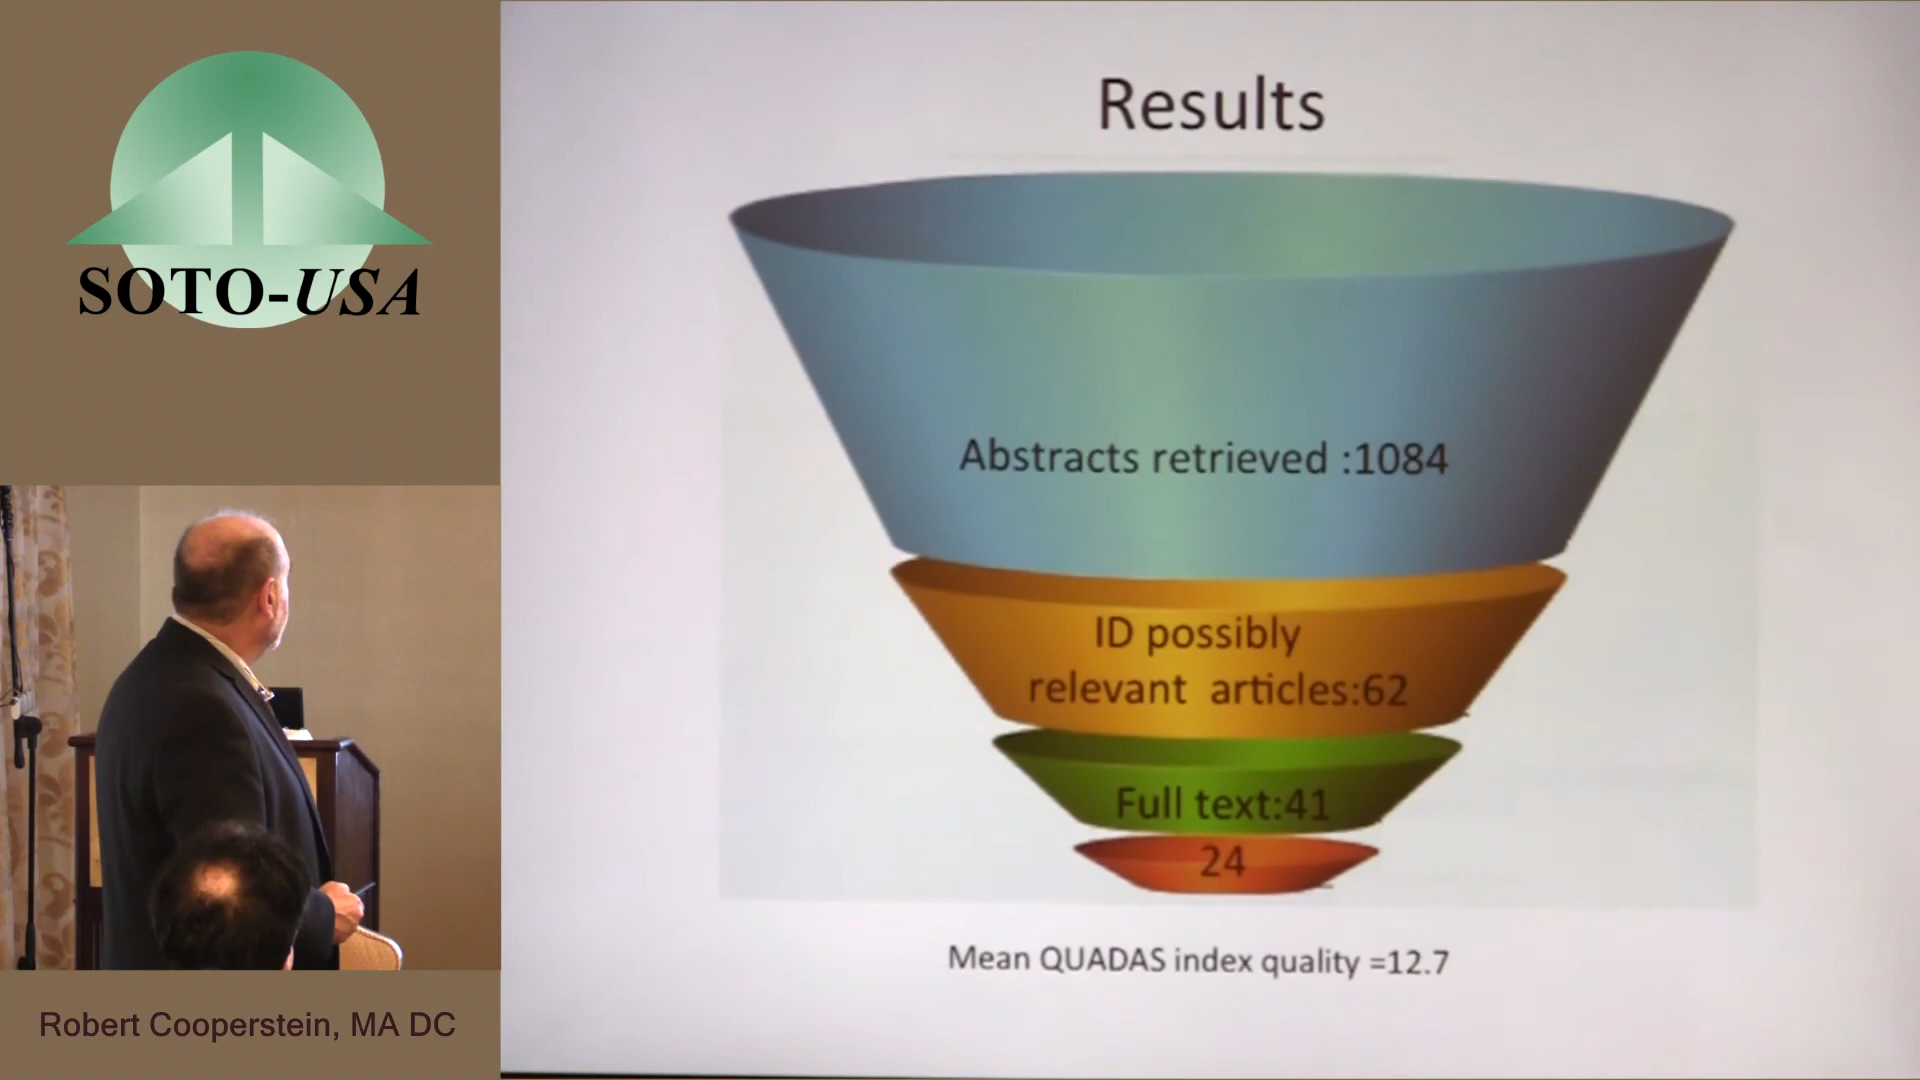 SOTO-USA
Robert Cooperstein, MA DC
Results
Abstracts retrieved :1084
ID possibly
relevant articles:62
Full text:41
24
Mean QUADAS index quality =12.7